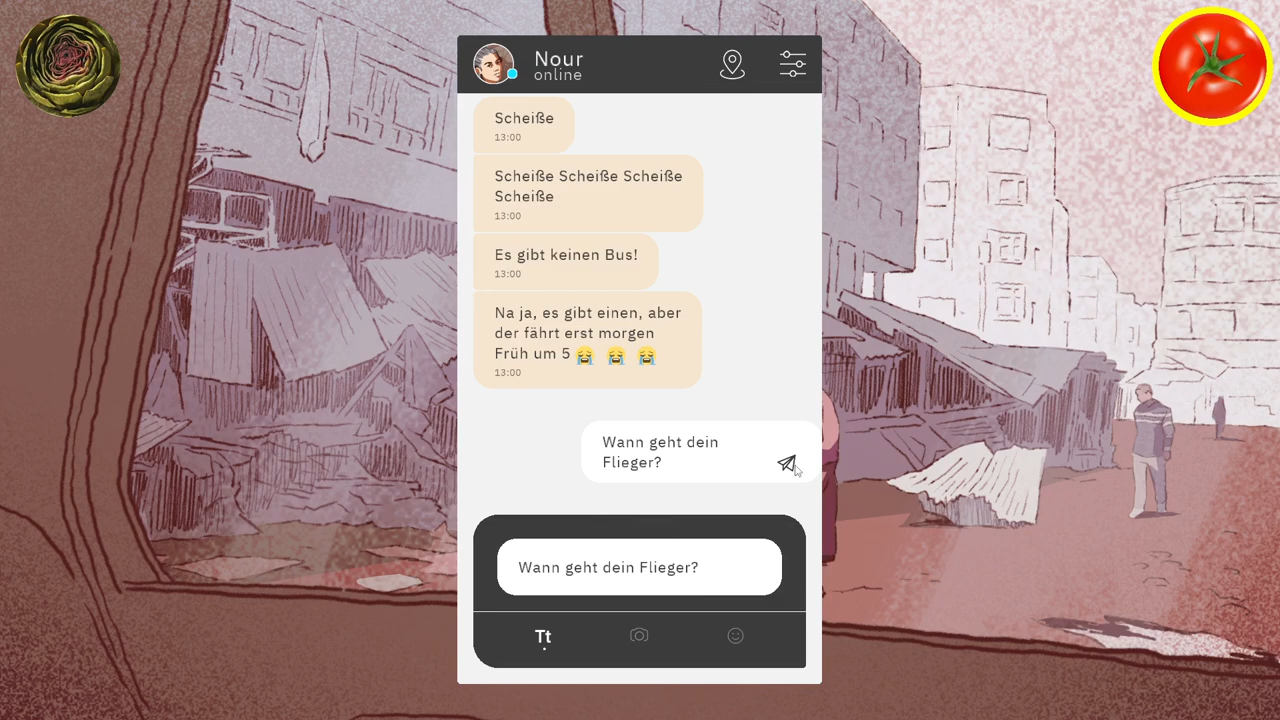 Nour
online
Scheiße
13:00
Scheiße Scheiße Scheiße
Scheiße
13:00
Es gibt keinen Bus!
13:00
Na ja, es gibt einen, aber
der fährt erst morgen
Früh um 5 😭 😭 😭
13:00
Wann geht dein
Flieger?
Wann geht dein Flieger?
Tt